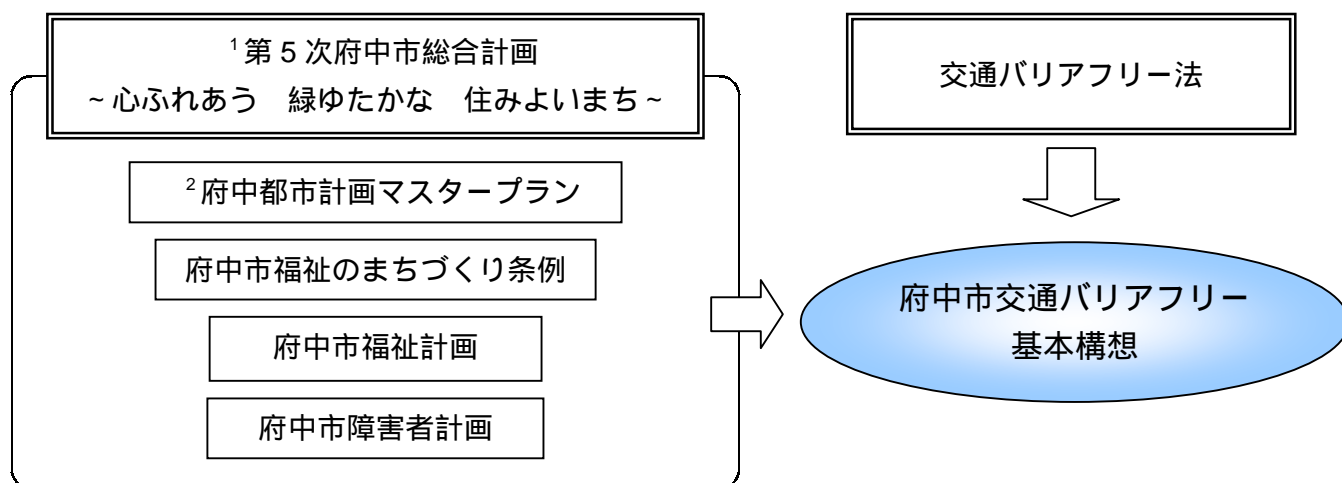 ¹第5次府中市総合計画
~心ふれあう 緑ゆたかな 住みよいまち~
²府中都市計画マスタープラン
府中市福祉のまちづくり条例
府中市福祉計画
府中市障害者計画
交通バリアフリー法
府中市交通バリアフリー
基本構想